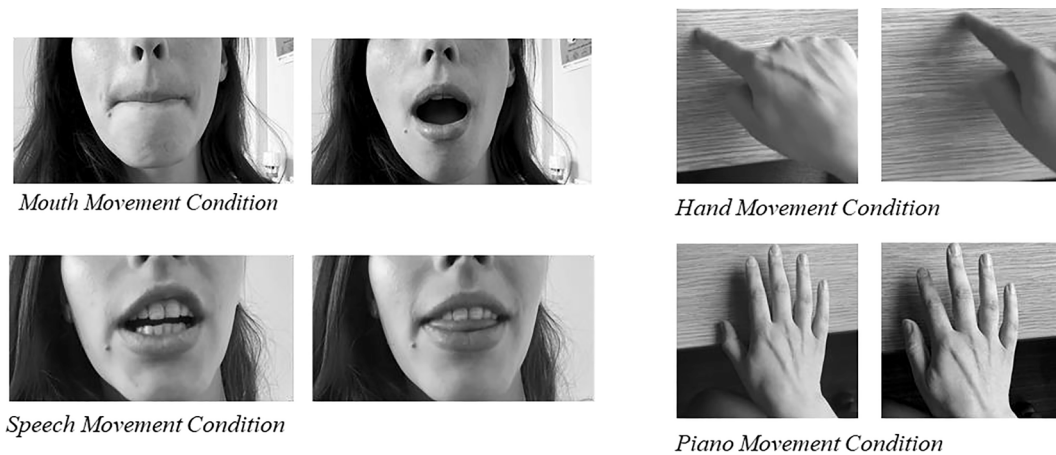 Mouth Movement Condition
Hand Movement Condition
Speech Movement Condition
Piano Movement Condition